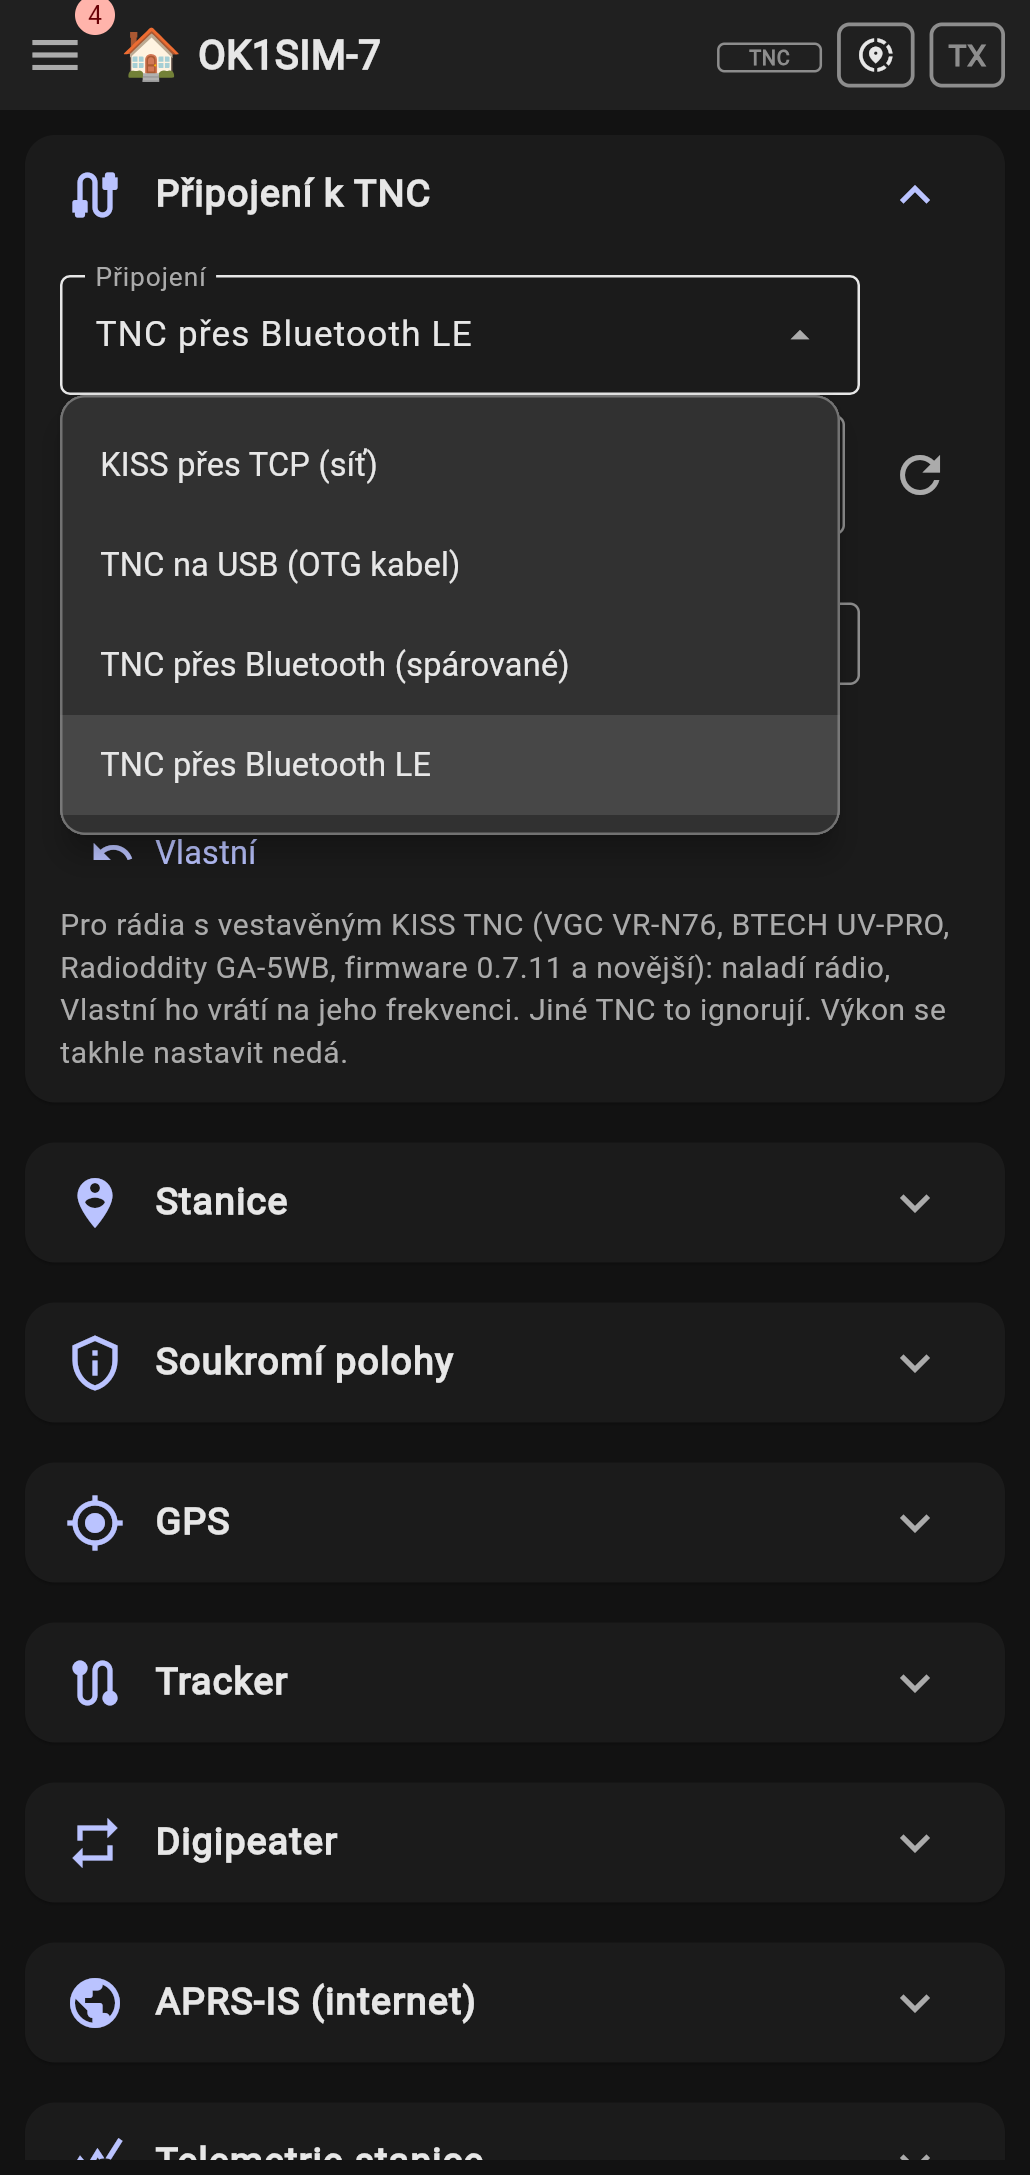 4
OK1SIM-7
TNC
TX
Připojení k TNC
Připojení
TNC přes Bluetooth LE
KISS přes TCP (síť)
TNC na USB (OTG kabel)
TNC přes Bluetooth (spárované)
TNC přes Bluetooth LE
Vlastní
Pro rádia s vestavěným KISS TNC (VGC VR-N76, BTECH UV-PRO,
Radioddity GA-5WB, firmware 0.7.11 a novější): naladí rádio,
Vlastní ho vrátí na jeho frekvenci. Jiné TNC to ignorují. Výkon se
takhle nastavit nedá.
Stanice
Soukromí polohy
GPS
Tracker
Digipeater
APRS-IS (internet)
Telemetrie stanice